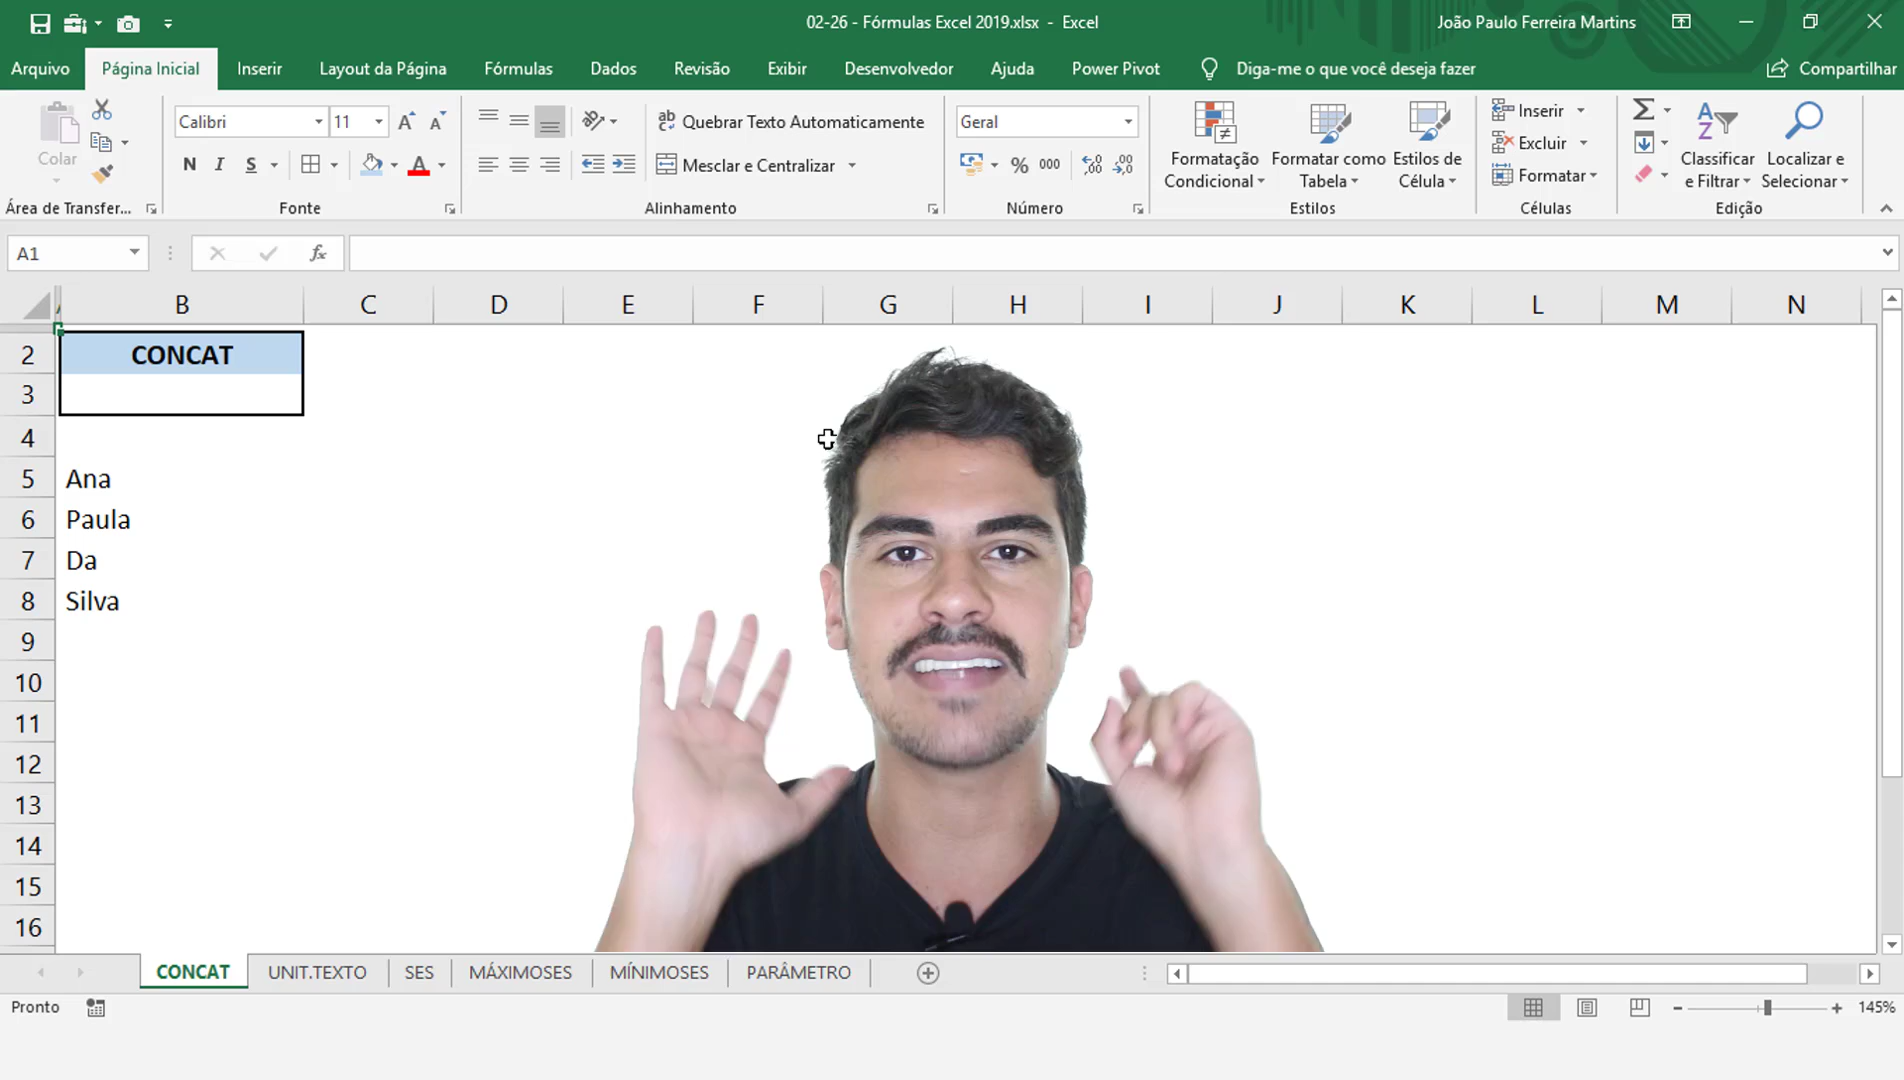 02-26 - Fórmulas Excel 2019.xlsx - Excel
João Paulo Ferreira Martins
Arquivo Página Inicial Inserir Layout da Página Fórmulas Dados Revisão Exibir Desenvolvedor Ajuda Power Pivot Diga-me o que você deseja fazer Compartilhar
Colar
Calibri 11
N I S
ab Quebrar Texto Automaticamente
Mesclar e Centralizar
Geral
% 000
Formatação Condicional
Formatar como Tabela
Estilos de Célula
Inserir
Excluir
Formatar
Classificar e Filtrar
Localizar e Selecionar
Área de Transfer... Fonte Alinhamento Número Estilos Células Edição
A1 fx
A B C D E F G H I J K L M N
2 CONCAT
3
4
5 Ana
6 Paula
7 Da
8 Silva
9
10
11
12
13
14
15
16
CONCAT UNIT.TEXTO SES MÁXIMOSES MÍNIMOSES PARÂMETRO
Pronto 145%